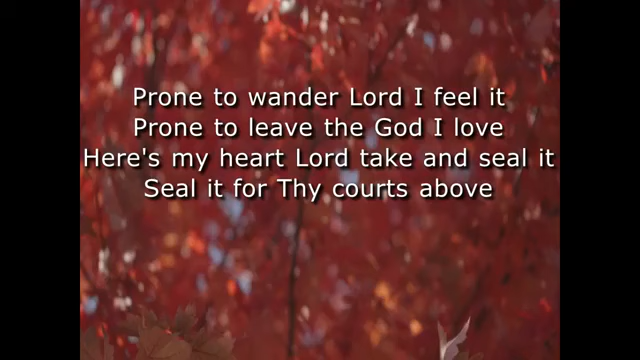 Prone to wander Lord I feel it
Prone to leave the God I love
Here's my heart Lord take and seal it
Seal it for Thy courts above